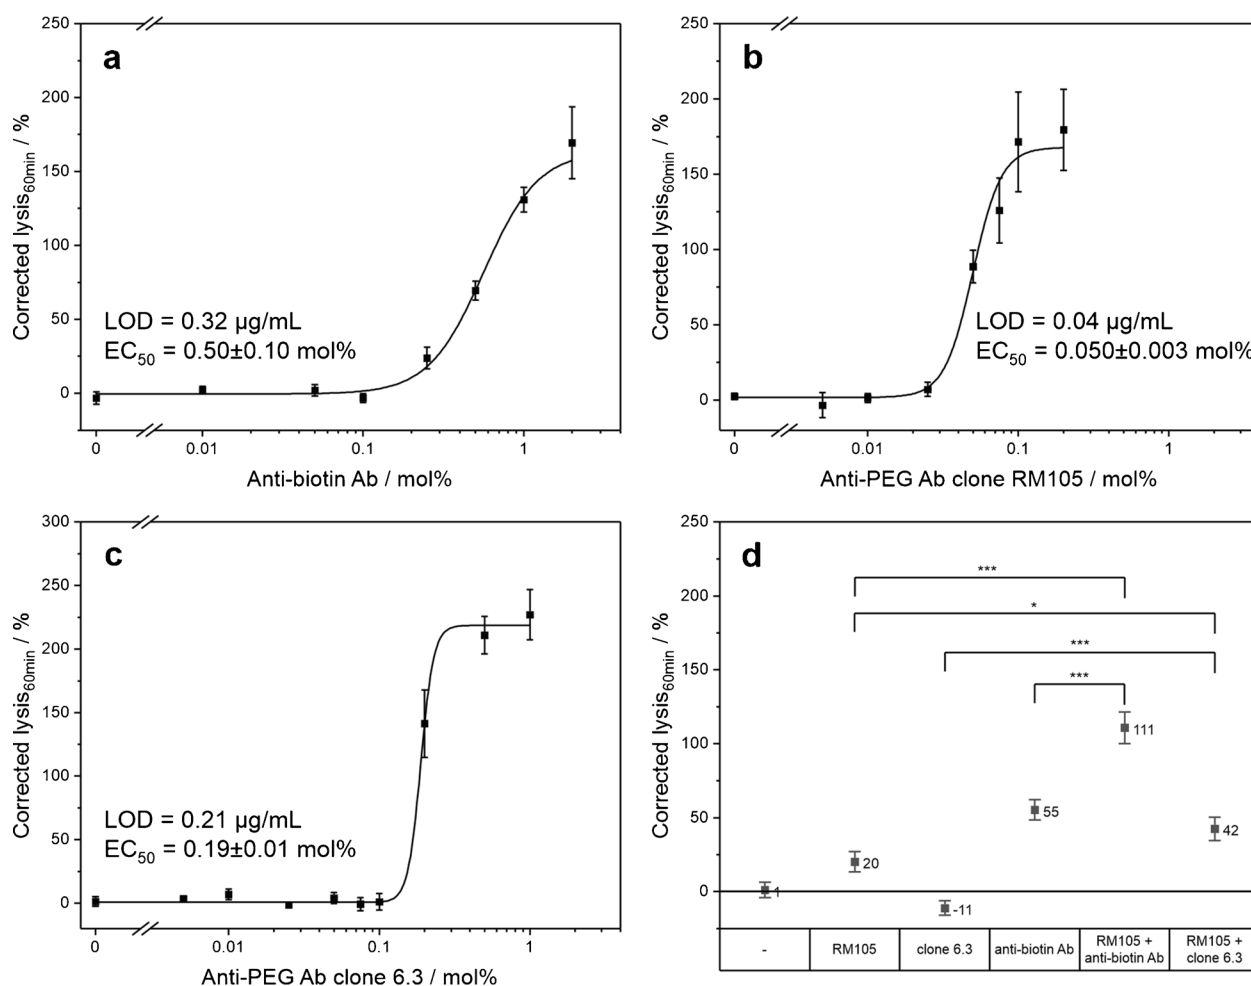 a
250
200
150
100
50
0
Corrected lysis60min / %
LOD = 0.32 µg/mL
EC50 = 0.50±0.10 mol%
0 0.01 0.1 1
Anti-biotin Ab / mol%
b
250
200
150
100
50
0
Corrected lysis60min / %
LOD = 0.04 µg/mL
EC50 = 0.050±0.003 mol%
0 0.01 0.1 1
Anti-PEG Ab clone RM105 / mol%
c
300
250
200
150
100
50
0
Corrected lysis60min / %
LOD = 0.21 µg/mL
EC50 = 0.19±0.01 mol%
0 0.01 0.1 1
Anti-PEG Ab clone 6.3 / mol%
d
250
200
150
100
50
0
Corrected lysis60min / %
***
*
***
***
1
20
-11
55
111
42
-
RM105
clone 6.3
anti-biotin Ab
RM105 +
anti-biotin Ab
RM105 +
clone 6.3